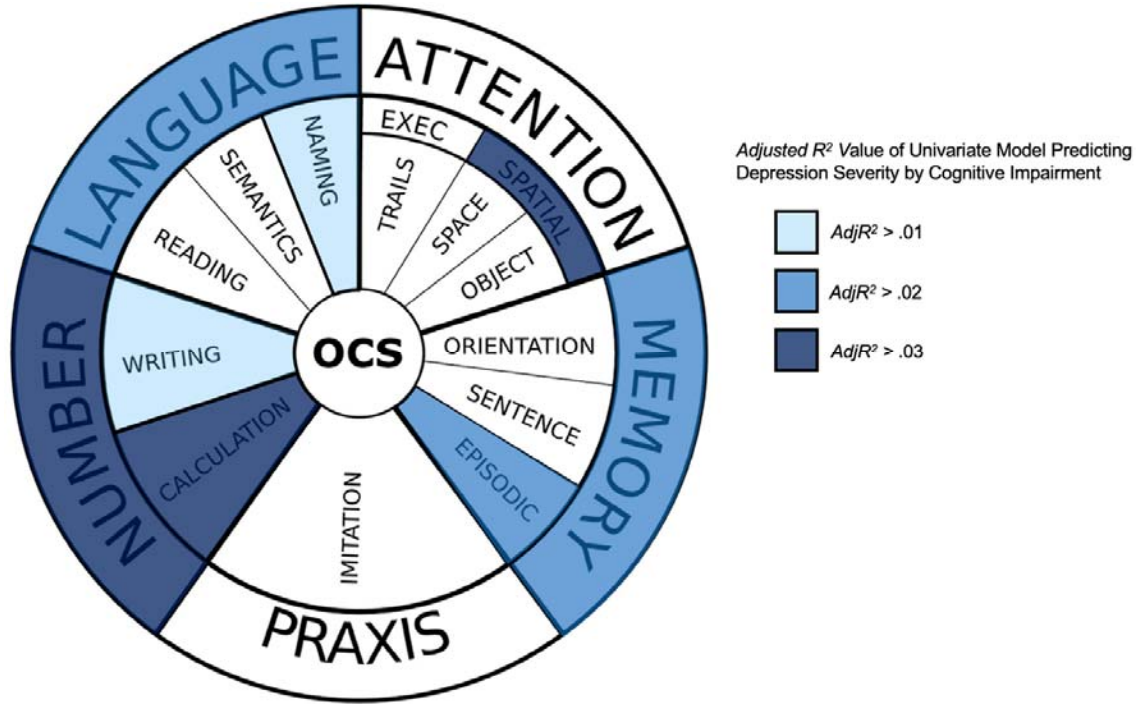 LANGUAGE
ATTENTION
MEMORY
PRAXIS
NUMBER
EXEC
SPATIAL
NAMING
SEMANTICS
READING
WRITING
CALCULATION
IMITATION
EPISODIC
SENTENCE
ORIENTATION
OBJECT
SPACE
TRAILS
OCS
Adjusted R² Value of Univariate Model Predicting
Depression Severity by Cognitive Impairment
AdjR² > .01
AdjR² > .02
AdjR² > .03